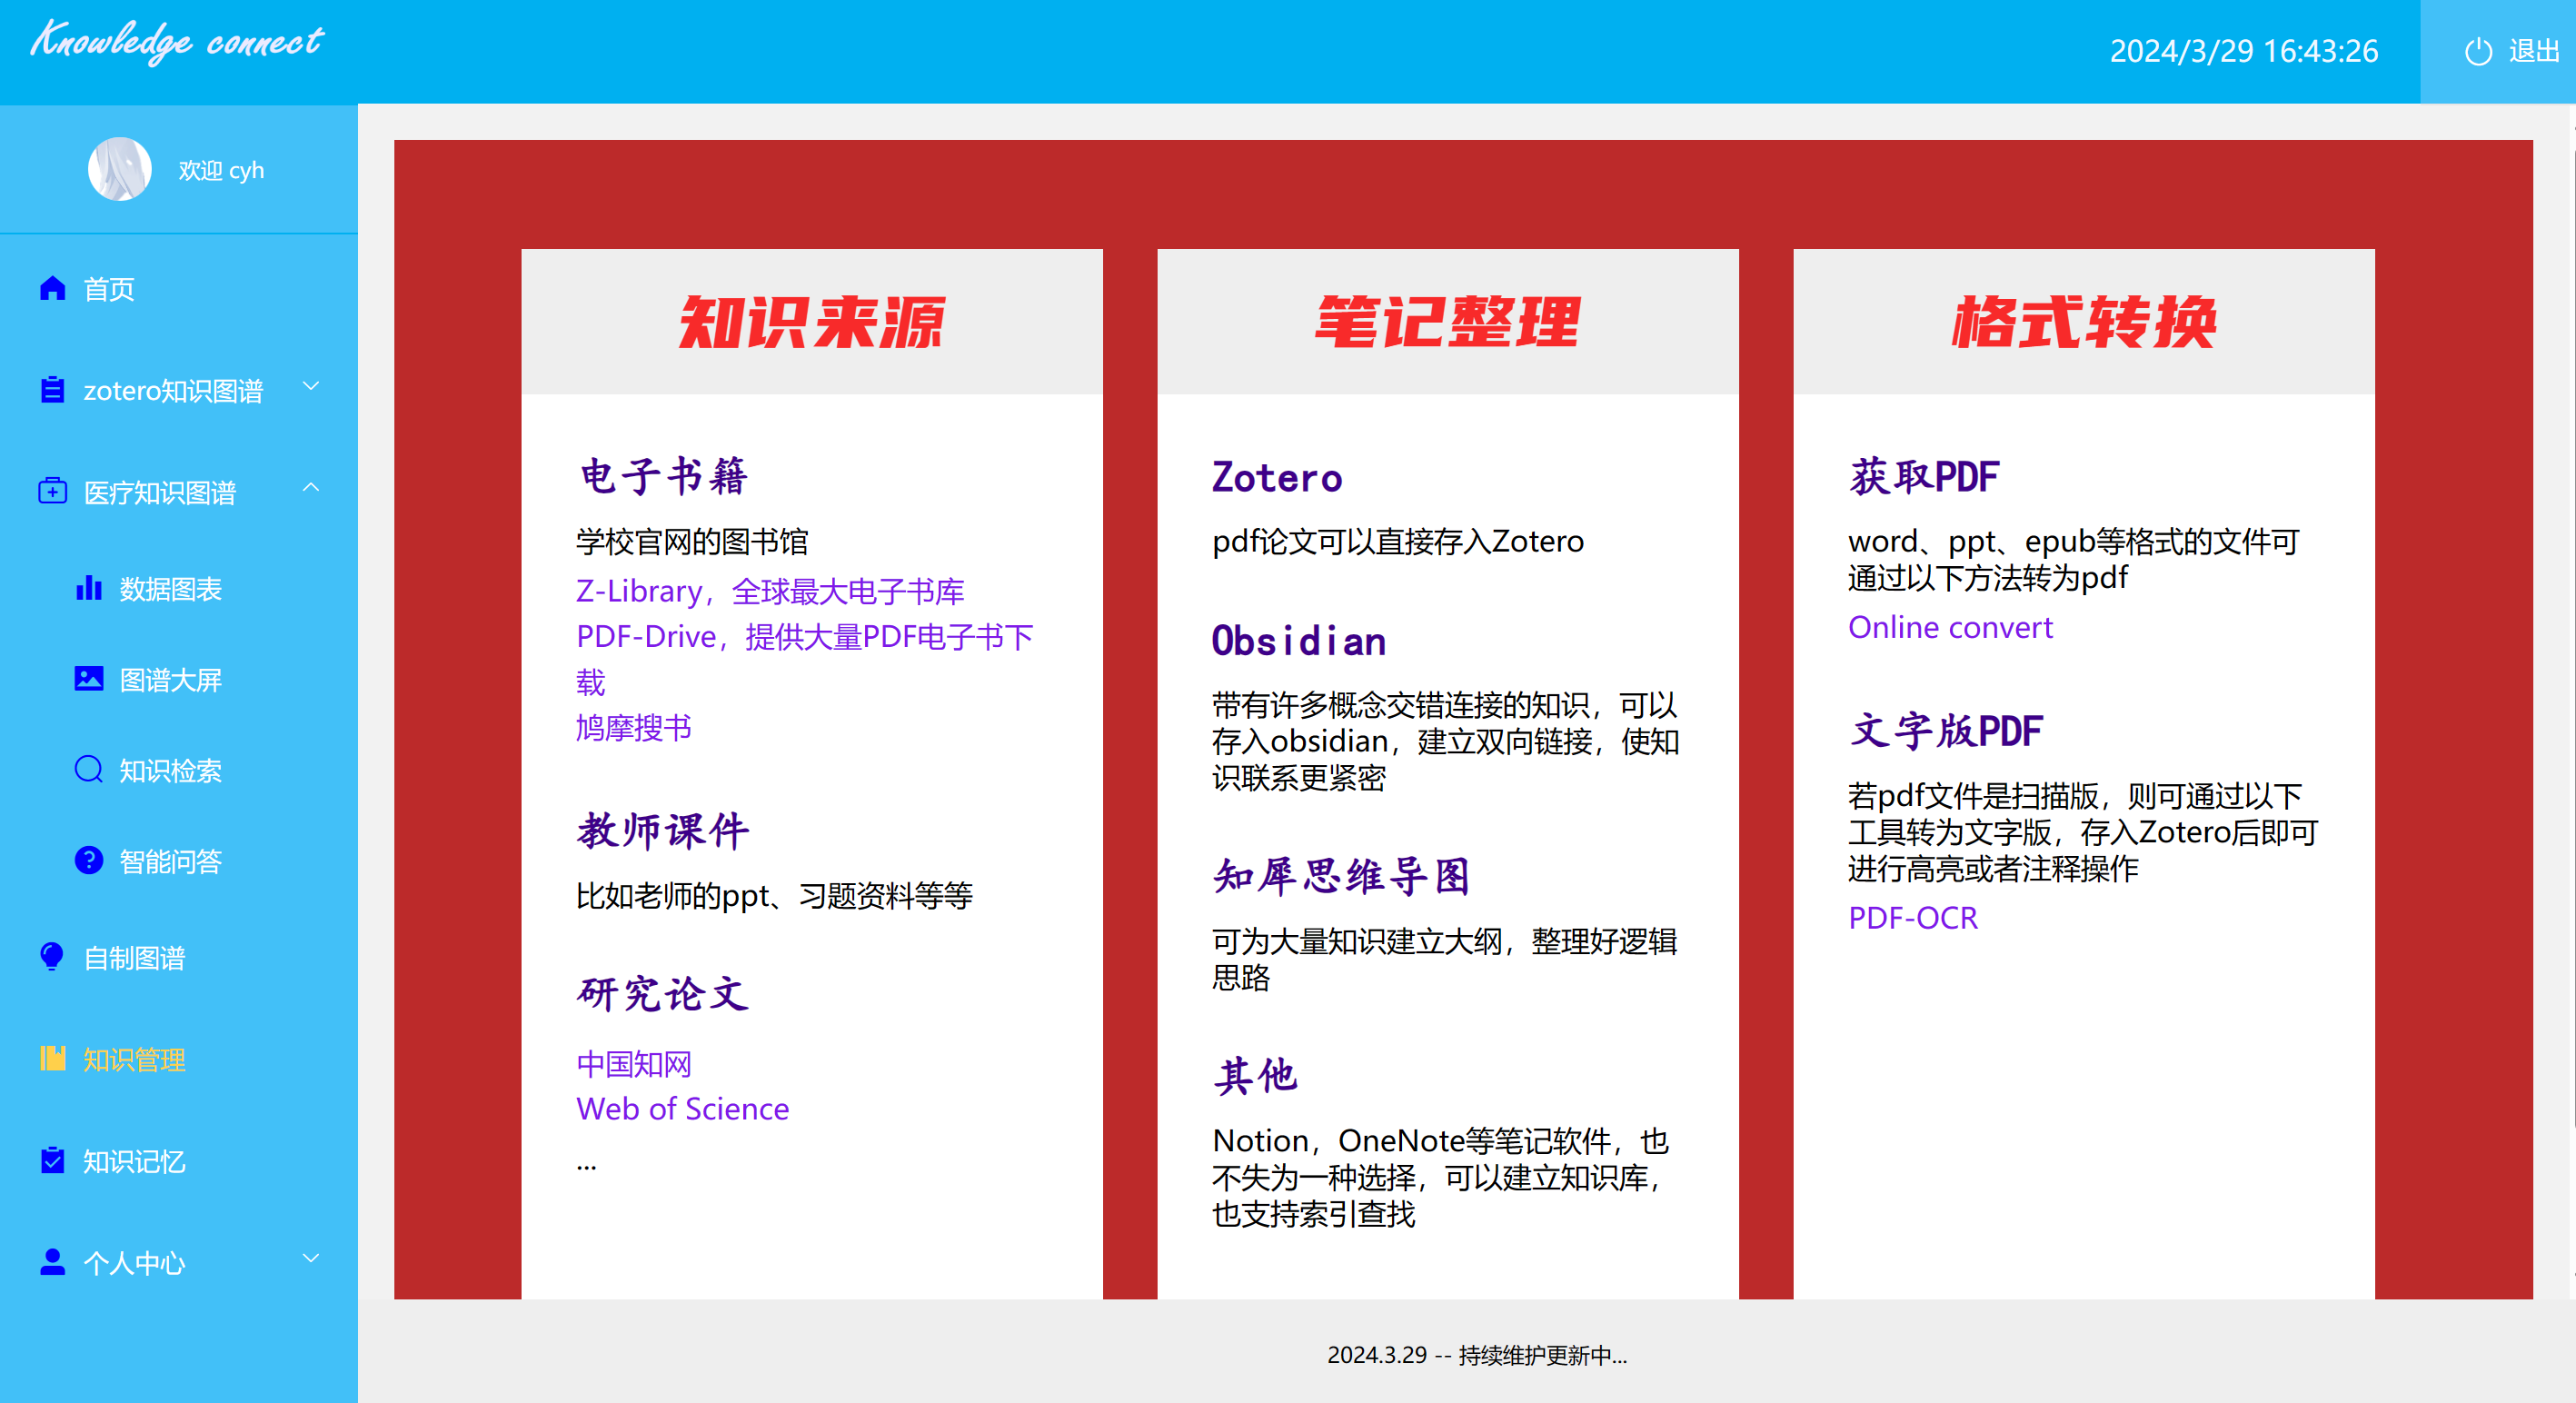 Knowledge connect
2024/3/29 16:43:26
退出
欢迎 cyh
首页
zotero知识图谱
医疗知识图谱
数据图表
图谱大屏
知识检索
智能问答
自制图谱
知识管理
知识记忆
个人中心
知识来源
电子书籍
学校官网的图书馆
Z-Library，全球最大电子书库
PDF-Drive，提供大量PDF电子书下
载
鸠摩搜书
教师课件
比如老师的ppt、习题资料等等
研究论文
中国知网
Web of Science
...
笔记整理
Zotero
pdf论文可以直接存入Zotero
Obsidian
带有许多概念交错连接的知识，可以
存入obsidian，建立双向链接，使知
识联系更紧密
知犀思维导图
可为大量知识建立大纲，整理好逻辑
思路
其他
Notion，OneNote等笔记软件，也
不失为一种选择，可以建立知识库，
也支持索引查找
格式转换
获取PDF
word、ppt、epub等格式的文件可
通过以下方法转为pdf
Online convert
文字版PDF
若pdf文件是扫描版，则可通过以下
工具转为文字版，存入Zotero后即可
进行高亮或者注释操作
PDF-OCR
2024.3.29 -- 持续维护更新中...